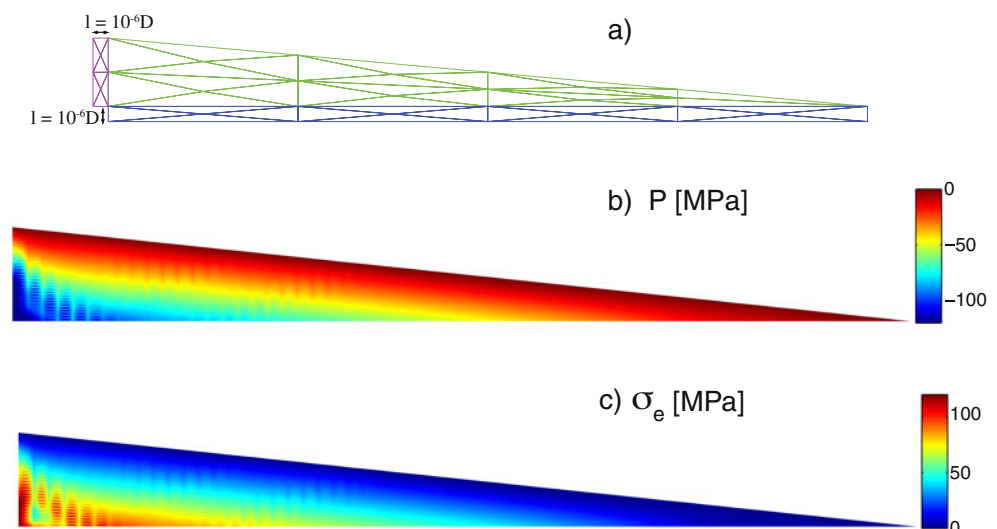 l = 10⁻⁶D
a)
l = 10⁻⁶D
b) P [MPa]
0
−50
−100
c) σₑ [MPa]
100
50
0